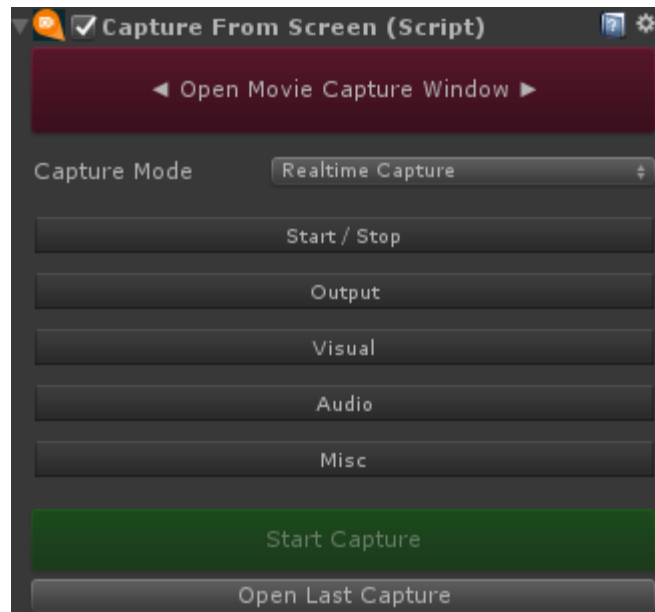 Capture From Screen (Script)
◄ Open Movie Capture Window ►
Capture Mode Realtime Capture
Start / Stop
Output
Visual
Audio
Misc
Start Capture
Open Last Capture